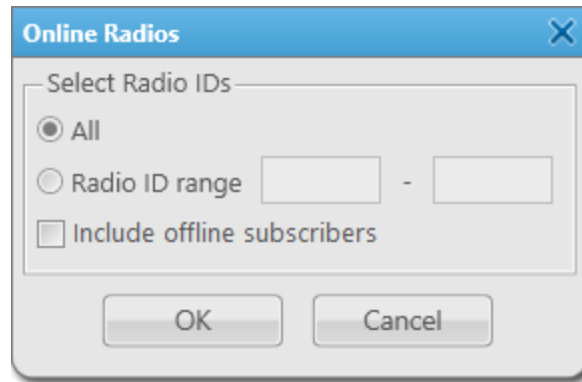 Online Radios
Select Radio IDs
All
Radio ID range -
Include offline subscribers
OK Cancel